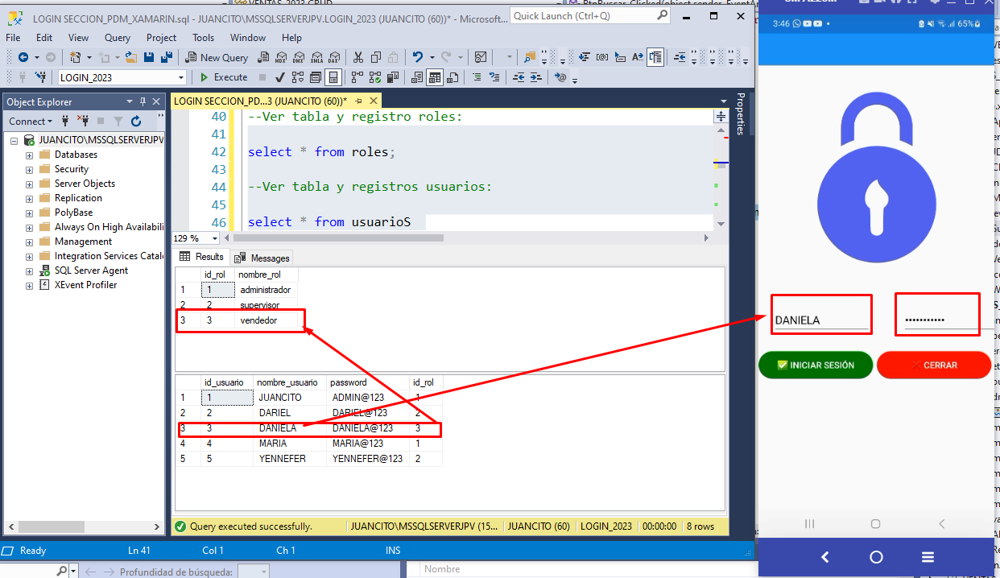 VENTAS_2023 CRUD
LOGIN SECCION_PDM_XAMARIN.sql - JUANCITO\MSSQLSERVERJPV.LOGIN_2023 (JUANCITO (60))* - Microsoft...
Quick Launch (Ctrl+Q)
File Edit View Query Project Tools Window Help
New Query
MDX DMX XMLA DAX
LOGIN_2023
Execute
Object Explorer
Connect
JUANCITO\MSSQLSERVERJPV
Databases
Security
Server Objects
Replication
PolyBase
Always On High Availabili
Management
Integration Services Catal
SQL Server Agent
XEvent Profiler
LOGIN SECCION_PD...3 (JUANCITO (60))*
Properties
40 --Ver tabla y registro roles:
41
42 select * from roles;
43
44 --Ver tabla y registros usuarios:
45
46 select * from usuarioS
129 %
Results Messages
id_rol nombre_rol
1 1 administrador
2 2 supervisor
3 3 vendedor
id_usuario nombre_usuario password id_rol
1 1 JUANCITO ADMIN@123 1
2 2 DARIEL DARIEL@123 2
3 3 DANIELA DANIELA@123 3
4 4 MARIA MARIA@123 1
5 5 YENNEFER YENNEFER@123 2
Query executed successfully.
JUANCITO\MSSQLSERVERJPV (15... JUANCITO (60) LOGIN_2023 00:00:00 8 rows
Ready Ln 41 Col 1 Ch 1 INS
Profundidad de búsqueda:
Nombre
3:46
65%
DANIELA
•••••••••••
INICIAR SESIÓN
CERRAR